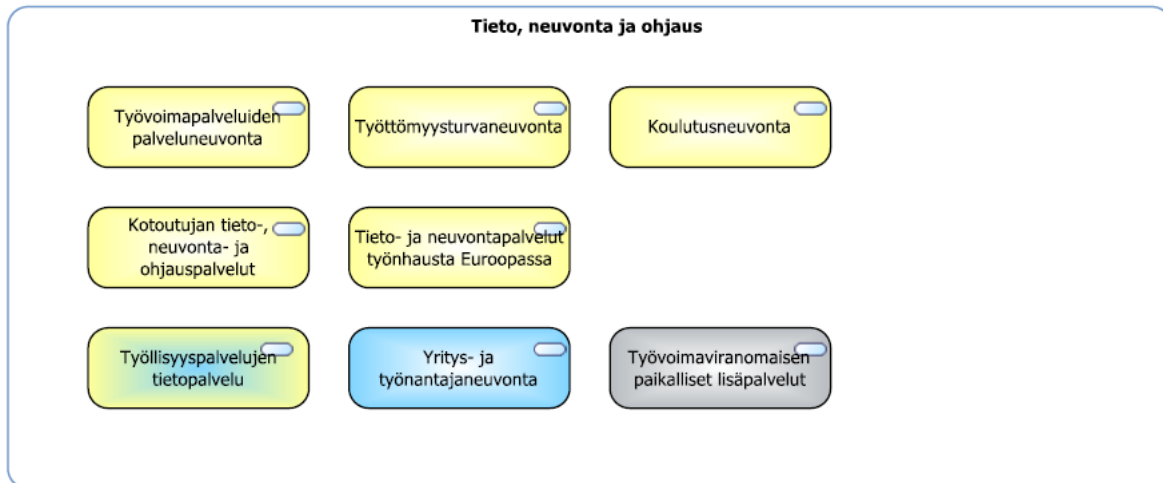 Tieto, neuvonta ja ohjaus
Työvoimapalveluiden
palveluneuvonta
Työttömyysturvaneuvonta
Koulutusneuvonta
Kotoutujan tieto-,
neuvonta- ja
ohjauspalvelut
Tieto- ja neuvontapalvelut
työnhausta Euroopassa
Työllisyyspalvelujen
tietopalvelu
Yritys- ja
työnantajaneuvonta
Työvoimaviranomaisen
paikalliset lisäpalvelut